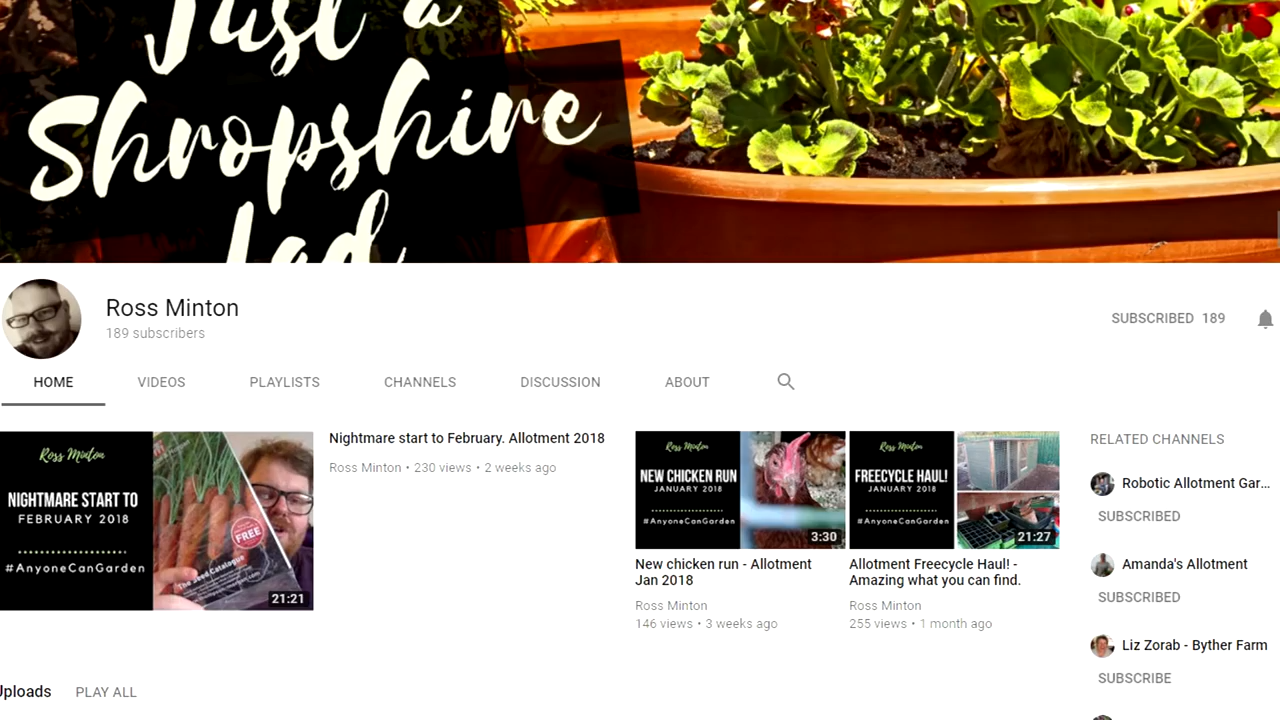 Just a
Shropshire
Lad
Ross Minton
189 subscribers
SUBSCRIBED 189
HOME
VIDEOS
PLAYLISTS
CHANNELS
DISCUSSION
ABOUT
Ross Minton
NIGHTMARE START TO
FEBRUARY 2018
#AnyoneCanGarden
The Seed Catalogue
FREE
21:21
Nightmare start to February. Allotment 2018
Ross Minton • 230 views • 2 weeks ago
Ross Minton
NEW CHICKEN RUN
JANUARY 2018
#AnyoneCanGarden
3:30
New chicken run - Allotment
Jan 2018
Ross Minton
146 views • 3 weeks ago
Ross Minton
FREECYCLE HAUL!
JANUARY 2018
#AnyoneCanGarden
21:27
Allotment Freecycle Haul! -
Amazing what you can find.
Ross Minton
255 views • 1 month ago
RELATED CHANNELS
Robotic Allotment Gar...
SUBSCRIBED
Amanda's Allotment
SUBSCRIBED
Liz Zorab - Byther Farm
SUBSCRIBE
Uploads
PLAY ALL